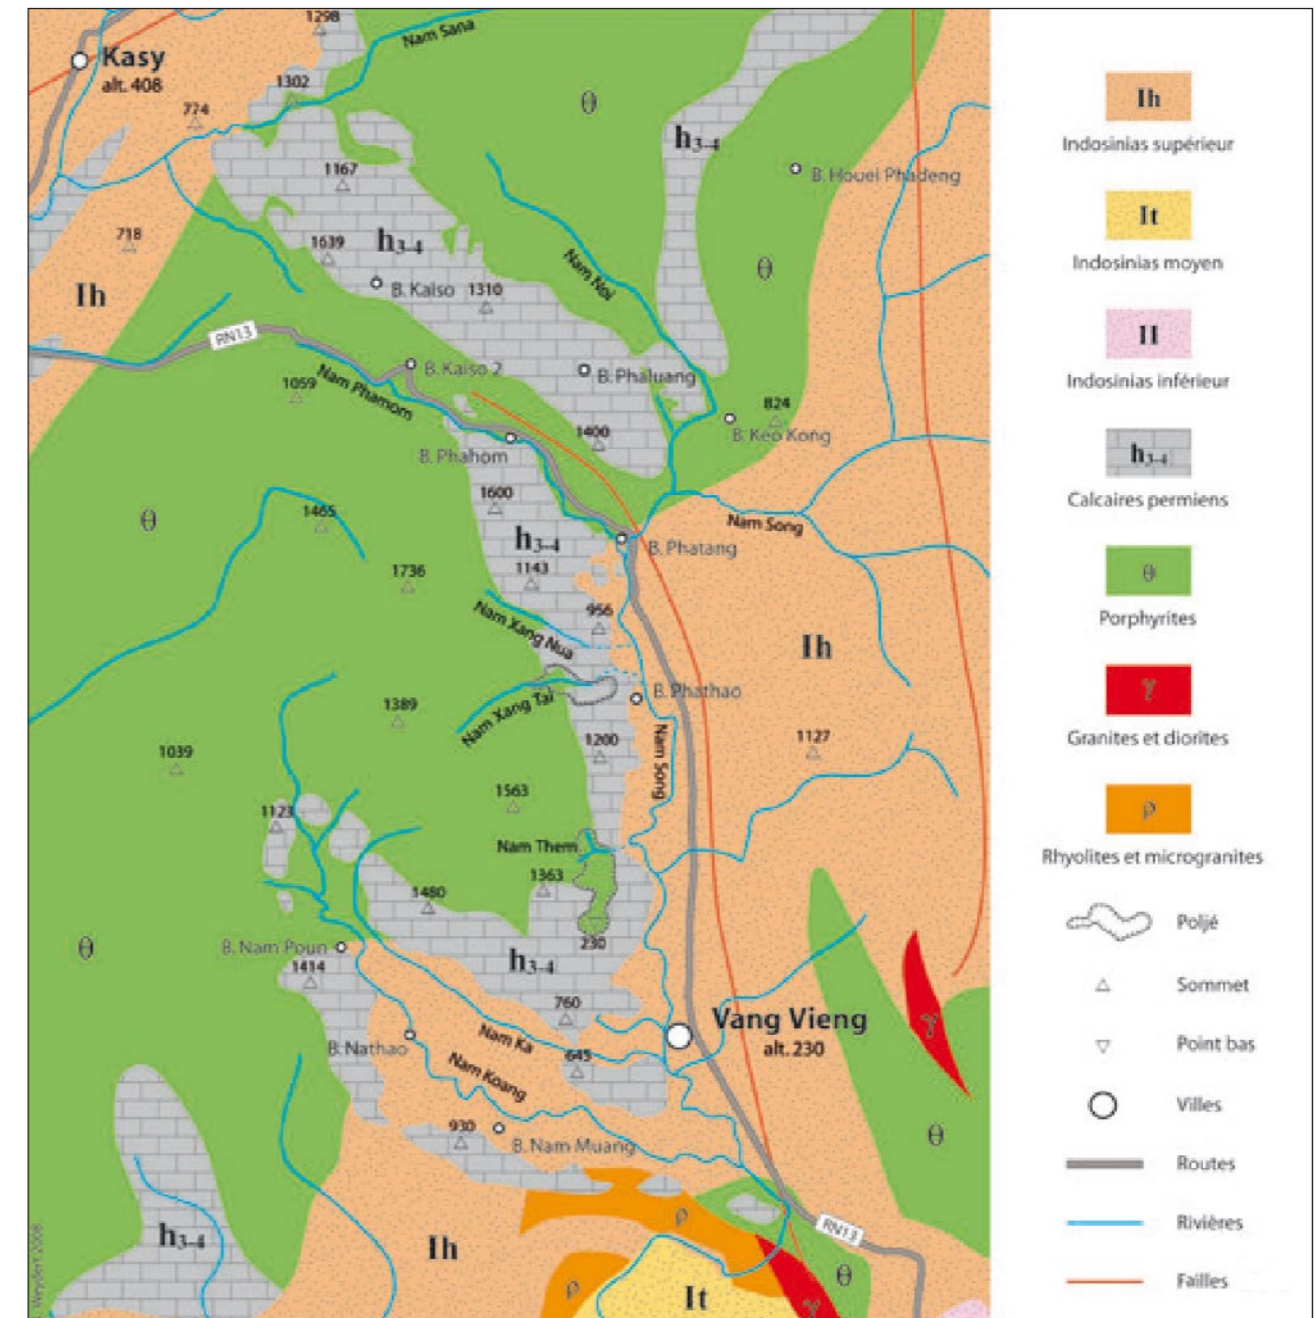 1298
Nam Sana
Kasy
alt. 408
1302
774
θ
h3-4
1167
B. Houei Phadeng
718
1639
h3-4
Nam Noi
θ
B. Kaiso
1310
Ih
RN13
B. Kaiso 2
B. Phaluang
1059
Nam Phamom
824
B. Keo Kong
1400
B. Phahom
1600
θ
1465
Nam Song
h3-4
B. Phatang
1143
1736
956
Nam Xang Nua
Ih
B. Phathao
1389
Nam Xang Tai
1039
1200
Nam Song
1127
1563
1123
Nam Them
1363
1480
θ
B. Nam Poun
230
h3-4
1414
760
Vang Vieng
alt. 230
γ
B. Nathao
Nam Ka
645
Nam Koang
930
B. Nam Muang
θ
ρ
h3-4
Ih
RN13
θ
ρ
It
γ
Weydert 2008
Ih
Indosinias supérieur
It
Indosinias moyen
II
Indosinias inférieur
h3-4
Calcaires permiens
θ
Porphyrites
γ
Granites et diorites
ρ
Rhyolites et microgranites
Poljé
Sommet
Point bas
Villes
Routes
Rivières
Failles